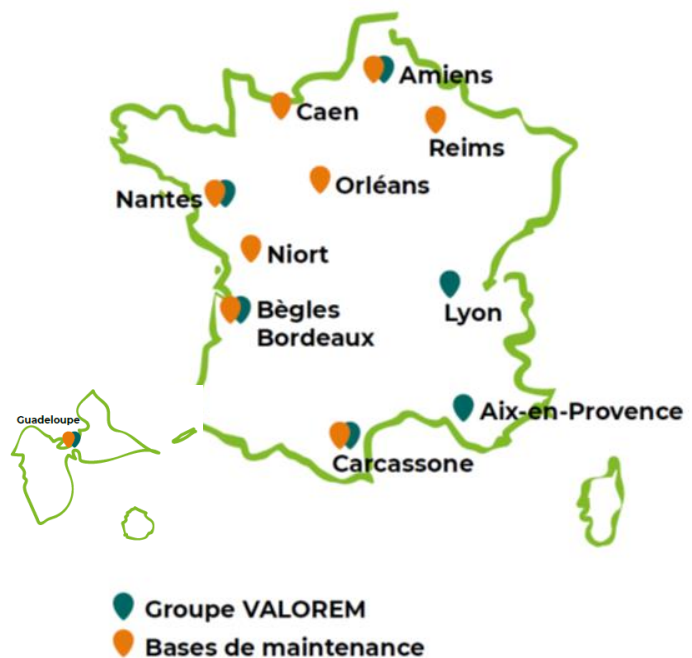 Amiens
Caen
Reims
Orléans
Nantes
Niort
Bègles
Bordeaux
Lyon
Aix-en-Provence
Guadeloupe
Carcassone
Groupe VALOREM
Bases de maintenance